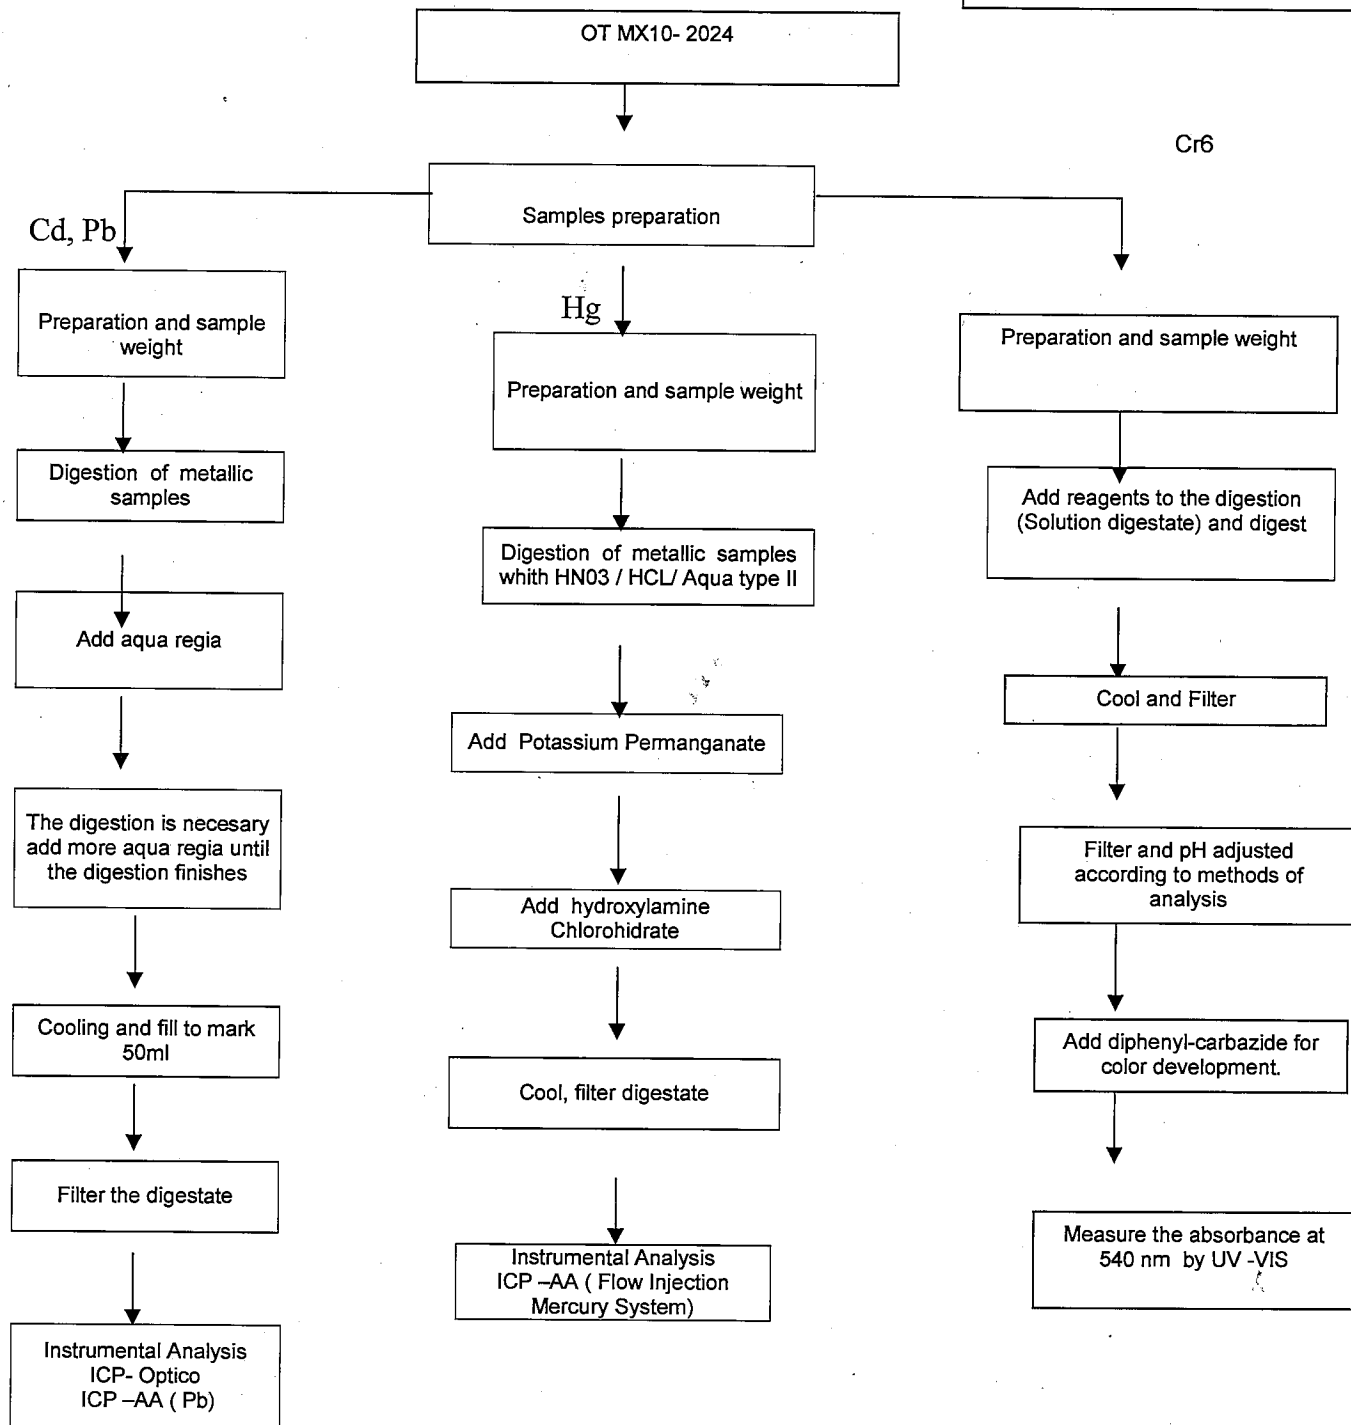 OT MX10- 2024
Cr6
Samples preparation
Cd, Pb
Preparation and sample
weight
Digestion of metallic
samples
Add aqua regia
The digestion is necesary
add more aqua regia until
the digestion finishes
Cooling and fill to mark
50ml
Filter the digestate
Instrumental Analysis
ICP- Optico
ICP –AA ( Pb)
Hg
Preparation and sample weight
Digestion of metallic samples
whith HN03 / HCL/ Aqua type II
Add Potassium Permanganate
Add hydroxylamine
Chlorohidrate
Cool, filter digestate
Instrumental Analysis
ICP –AA ( Flow Injection
Mercury System)
Preparation and sample weight
Add reagents to the digestion
(Solution digestate) and digest
Cool and Filter
Filter and pH adjusted
according to methods of
analysis
Add diphenyl-carbazide for
color development.
Measure the absorbance at
540 nm by UV -VIS